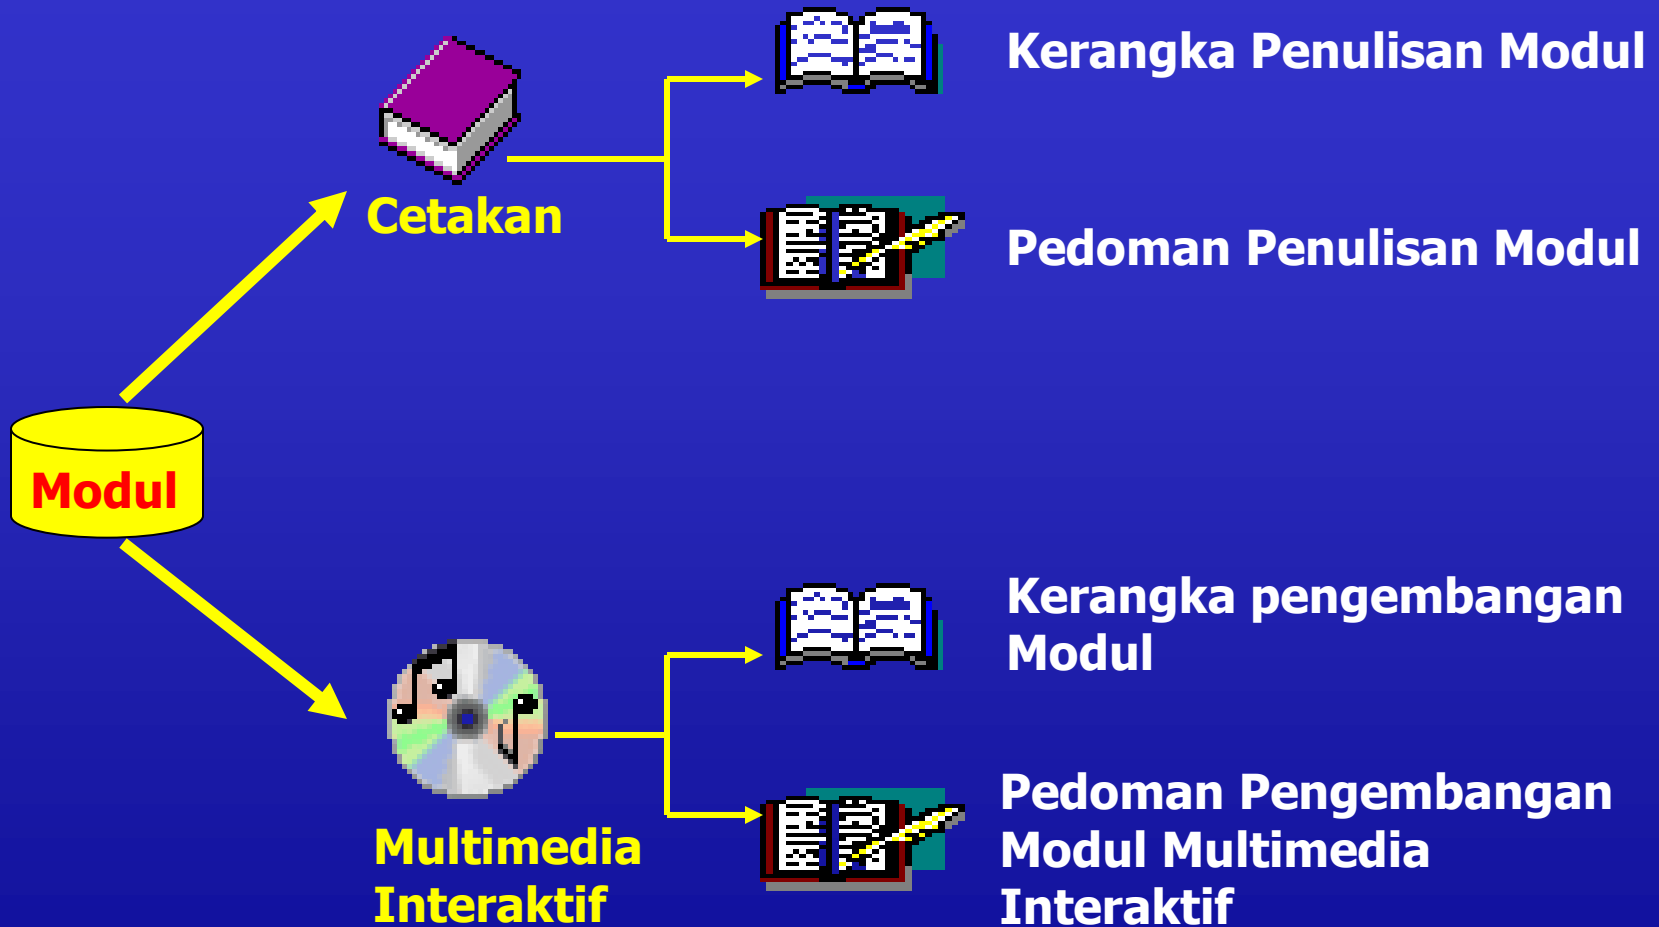 Kerangka Penulisan Modul
Cetakan
Pedoman Penulisan Modul
Modul
Kerangka pengembangan
Modul
Multimedia
Interaktif
Pedoman Pengembangan
Modul Multimedia
Interaktif